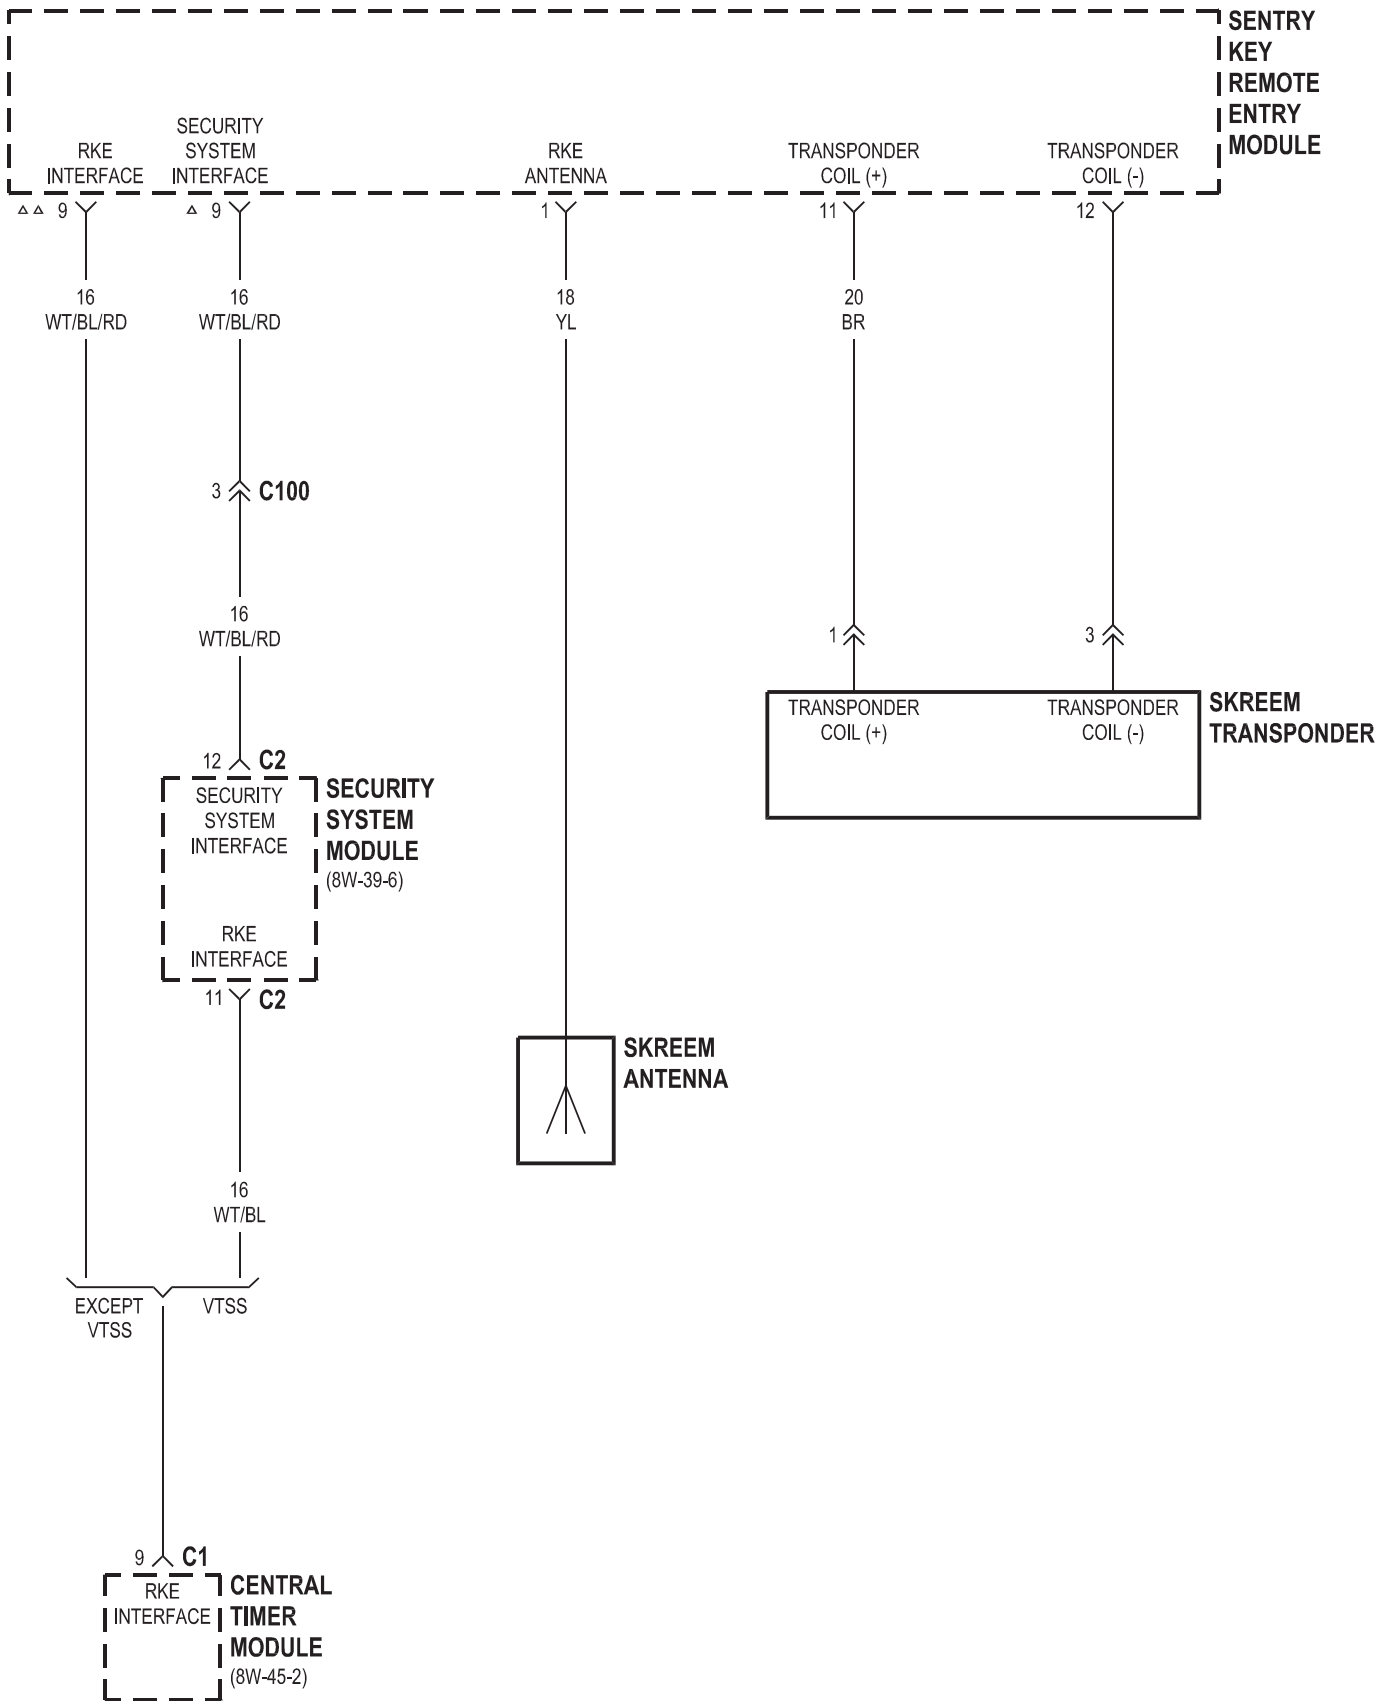 SENTRY
KEY
REMOTE
ENTRY
MODULE
RKE
INTERFACE
SECURITY
SYSTEM
INTERFACE
RKE
ANTENNA
TRANSPONDER
COIL (+)
TRANSPONDER
COIL (-)
△ △ 9
△ 9
1
11
12
16
WT/BL/RD
16
WT/BL/RD
18
YL
20
BR
3 C100
16
WT/BL/RD
1
3
TRANSPONDER
COIL (+)
TRANSPONDER
COIL (-)
SKREEM
TRANSPONDER
12 C2
SECURITY
SYSTEM
INTERFACE
SECURITY
SYSTEM
MODULE
(8W-39-6)
RKE
INTERFACE
11 C2
SKREEM
ANTENNA
16
WT/BL
EXCEPT
VTSS
VTSS
9 C1
RKE
INTERFACE
CENTRAL
TIMER
MODULE
(8W-45-2)